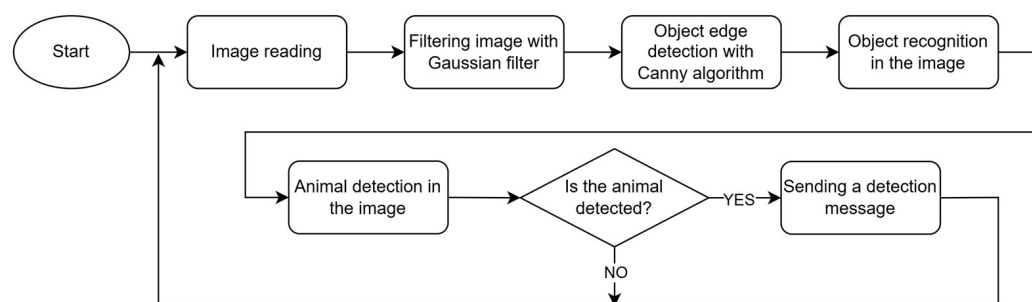 Start
Image reading
Filtering image with
Gaussian filter
Object edge
detection with
Canny algorithm
Object recognition
in the image
Animal detection in
the image
Is the animal
detected?
YES
Sending a detection
message
NO